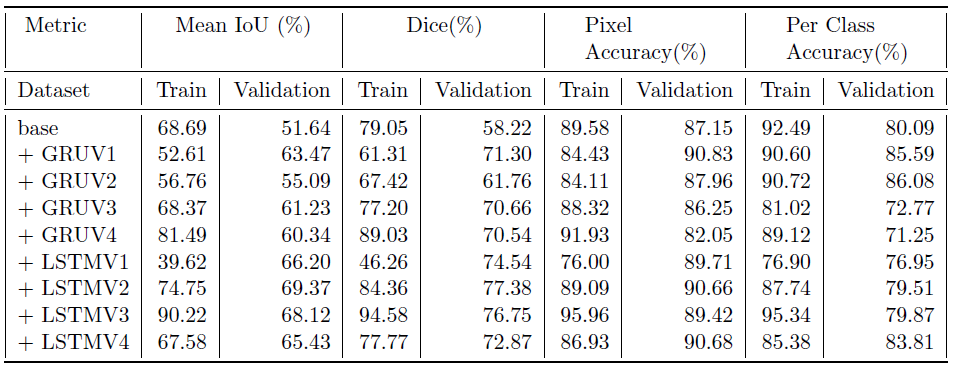 Metric Mean IoU (%) Dice(%) Pixel Per Class
Accuracy(%) Accuracy(%)
Dataset Train Validation Train Validation Train Validation Train Validation
base 68.69 51.64 79.05 58.22 89.58 87.15 92.49 80.09
+ GRUV1 52.61 63.47 61.31 71.30 84.43 90.83 90.60 85.59
+ GRUV2 56.76 55.09 67.42 61.76 84.11 87.96 90.72 86.08
+ GRUV3 68.37 61.23 77.20 70.66 88.32 86.25 81.02 72.77
+ GRUV4 81.49 60.34 89.03 70.54 91.93 82.05 89.12 71.25
+ LSTMV1 39.62 66.20 46.26 74.54 76.00 89.71 76.90 76.95
+ LSTMV2 74.75 69.37 84.36 77.38 89.09 90.66 87.74 79.51
+ LSTMV3 90.22 68.12 94.58 76.75 95.96 89.42 95.34 79.87
+ LSTMV4 67.58 65.43 77.77 72.87 86.93 90.68 85.38 83.81